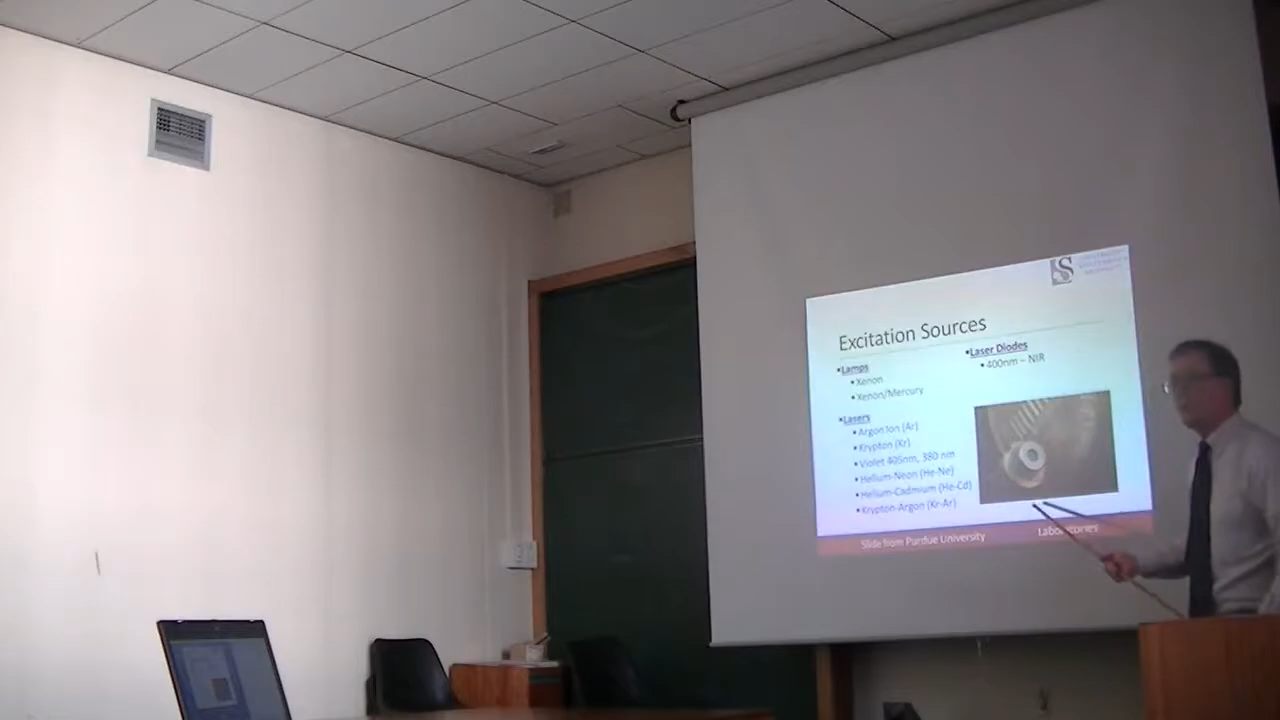 Excitation Sources
▪Lamps
▪Xenon
▪Xenon/Mercury
▪Lasers
▪Argon Ion (Ar)
▪Krypton (Kr)
▪Violet 405nm, 380 nm
▪Helium-Neon (He-Ne)
▪Helium-Cadmium (He-Cd)
▪Krypton-Argon (Kr-Ar)
▪Laser Diodes
▪400nm – NIR
Slide from Purdue University
Laboratories